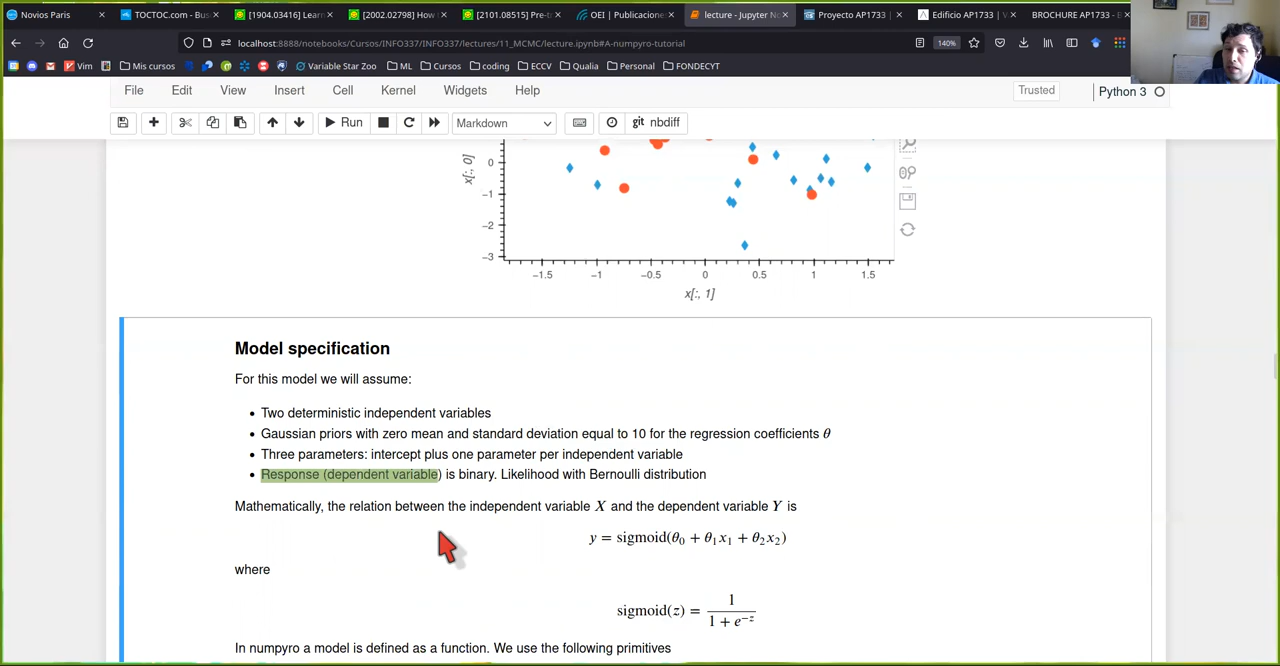 Novios Paris × TOCTOC.com - Bus × [1904.03416] Learn × [2002.02798] How × [2101.08515] Pre-t × OEI | Publicacione × lecture - Jupyter No × Proyecto AP1733 × Edificio AP1733 | V × BROCHURE AP1733 - E ×
localhost:8888/notebooks/Cursos/INFO337/INFO337/lectures/11_MCMC/lecture.ipynb#A-numpyro-tutorial 140%
Vim Mis cursos Variable Star Zoo ML Cursos coding ECCV Qualia Personal FONDECYT
File Edit View Insert Cell Kernel Widgets Help Trusted Python 3
Run Markdown git nbdiff
x[:, 0]
0
−1
−2
−3
−1.5 −1 −0.5 0 0.5 1 1.5
x[:, 1]
Model specification
For this model we will assume:
• Two deterministic independent variables
• Gaussian priors with zero mean and standard deviation equal to 10 for the regression coefficients θ
• Three parameters: intercept plus one parameter per independent variable
• Response (dependent variable) is binary. Likelihood with Bernoulli distribution
Mathematically, the relation between the independent variable X and the dependent variable Y is
y = sigmoid(θ₀ + θ₁x₁ + θ₂x₂)
where
sigmoid(z) = 1 / (1 + e⁻ᶻ)
In numpyro a model is defined as a function. We use the following primitives